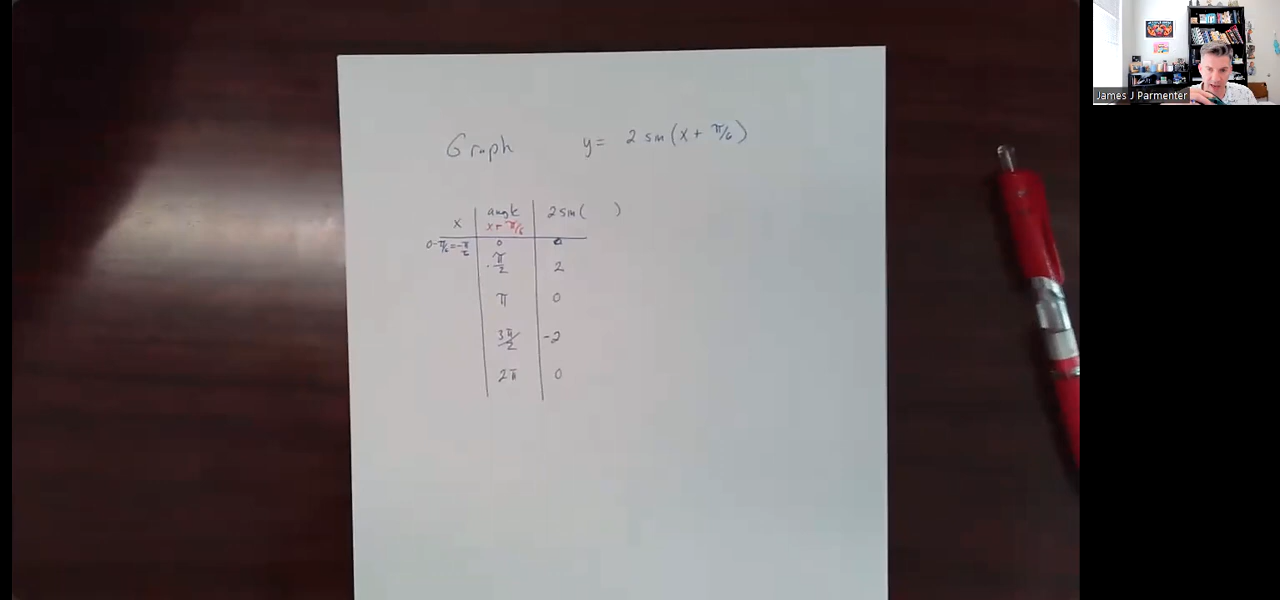 James J Parmenter
Graph y = 2 sin(x + π/6)
x angle x + π/6 2 sin( )
0 - π/6 = -π/6 0 0
π/2 2
π 0
3π/2 -2
2π 0